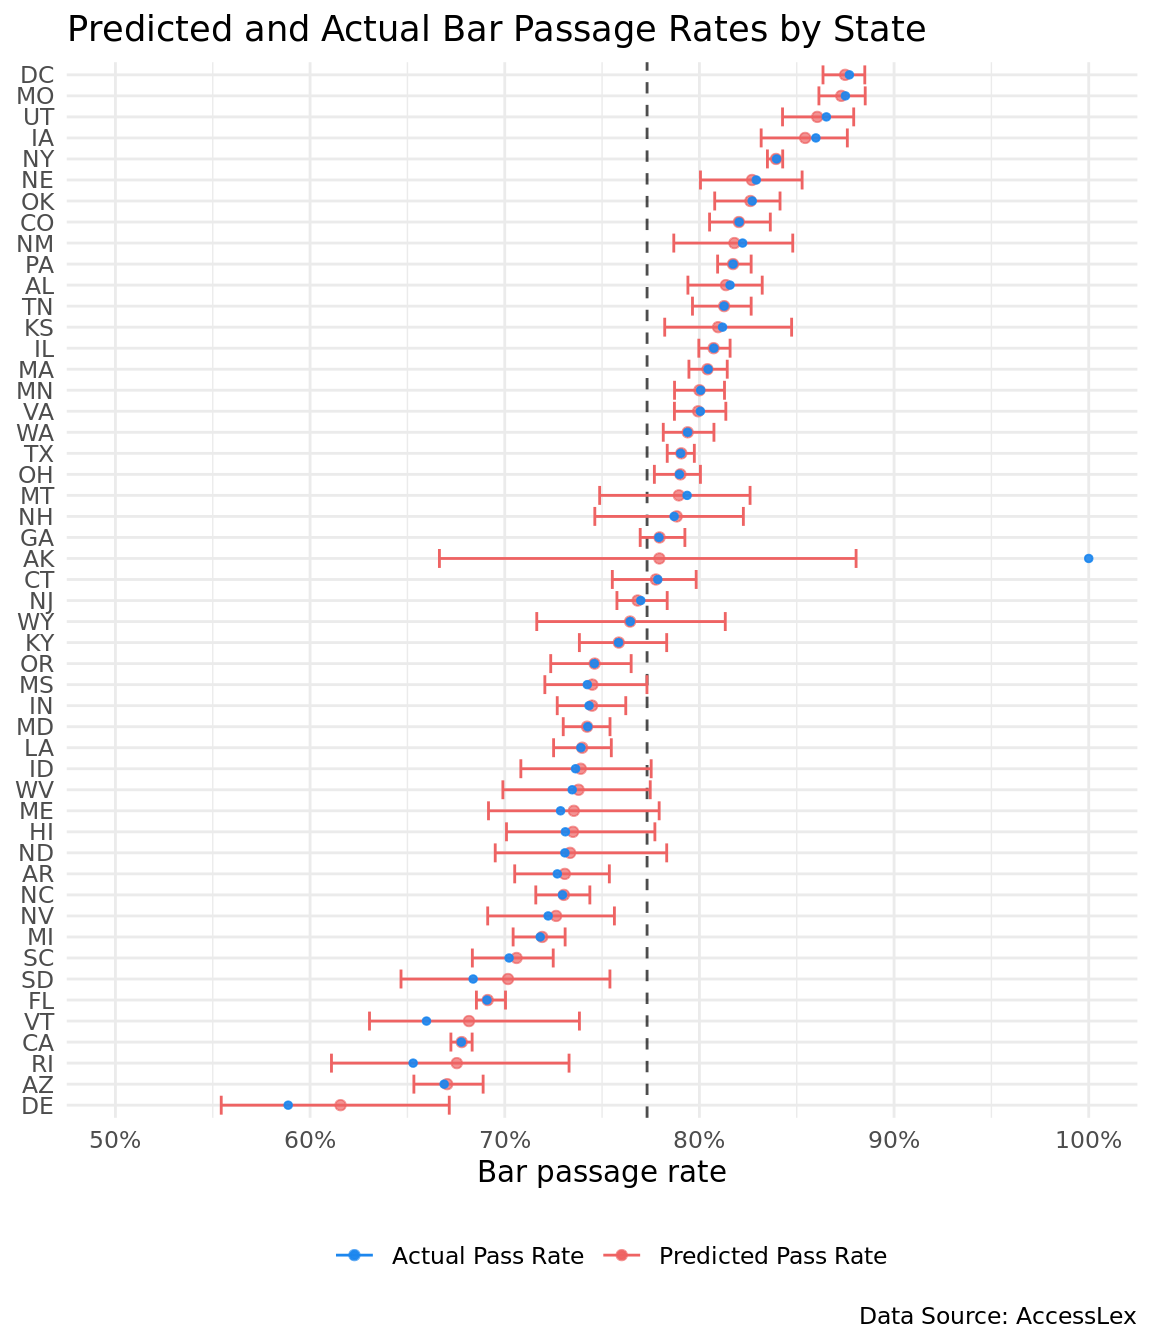 Predicted and Actual Bar Passage Rates by State
DC
MO
UT
IA
NY
NE
OK
CO
NM
PA
AL
TN
KS
IL
MA
MN
VA
WA
TX
OH
MT
NH
GA
AK
CT
NJ
WY
KY
OR
MS
IN
MD
LA
ID
WV
ME
HI
ND
AR
NC
NV
MI
SC
SD
FL
VT
CA
RI
AZ
DE
50% 60% 70% 80% 90% 100%
Bar passage rate
Actual Pass Rate Predicted Pass Rate
Data Source: AccessLex